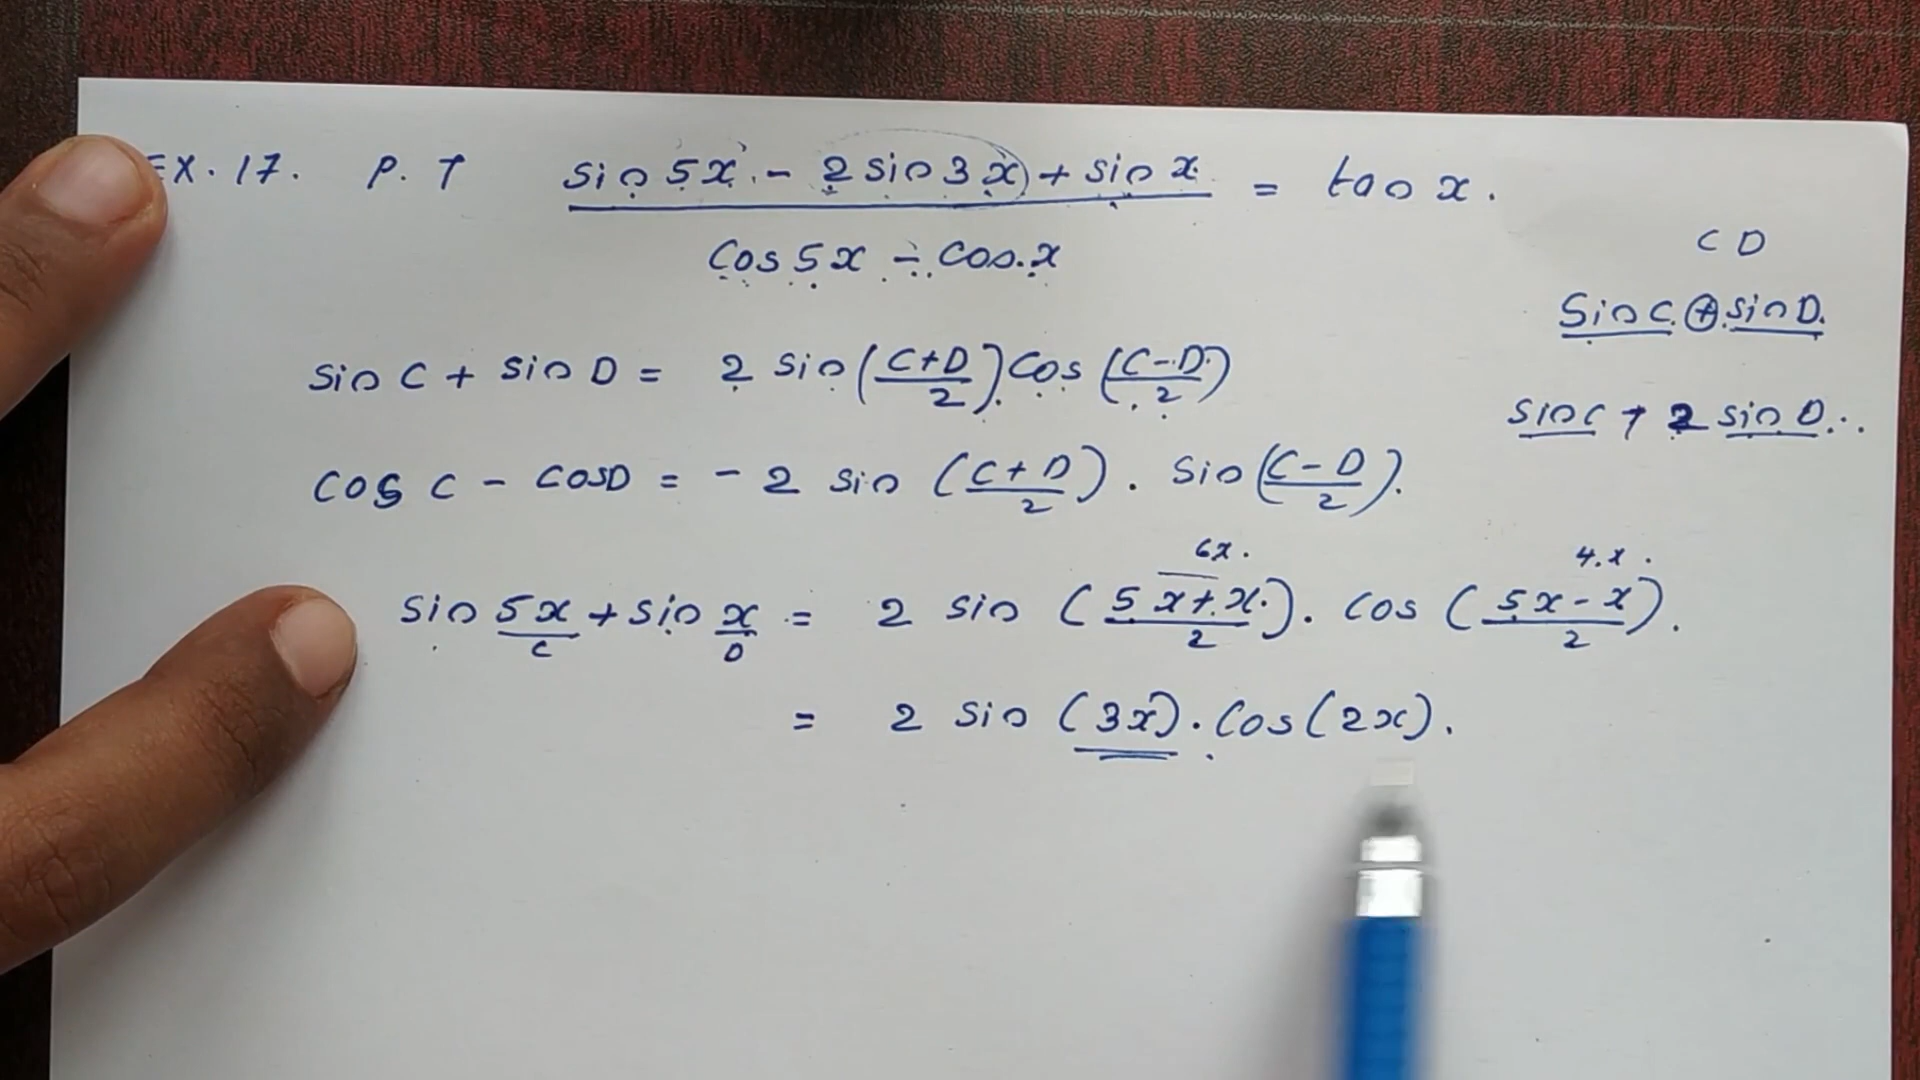 EX. 17. P. T sin 5x - 2 sin 3x + sin x = tan x.
cos 5x - cos x
C D
sin C + sin D.
sin C + sin D = 2 sin (C+D/2) cos (C-D/2)
sin C + 2 sin D..
cos C - cos D = -2 sin (C+D/2) . sin (C-D/2).
6x. 4x.
sin 5x + sin x = 2 sin (5x+x/2). cos (5x-x/2).
C D
= 2 sin (3x). cos (2x).